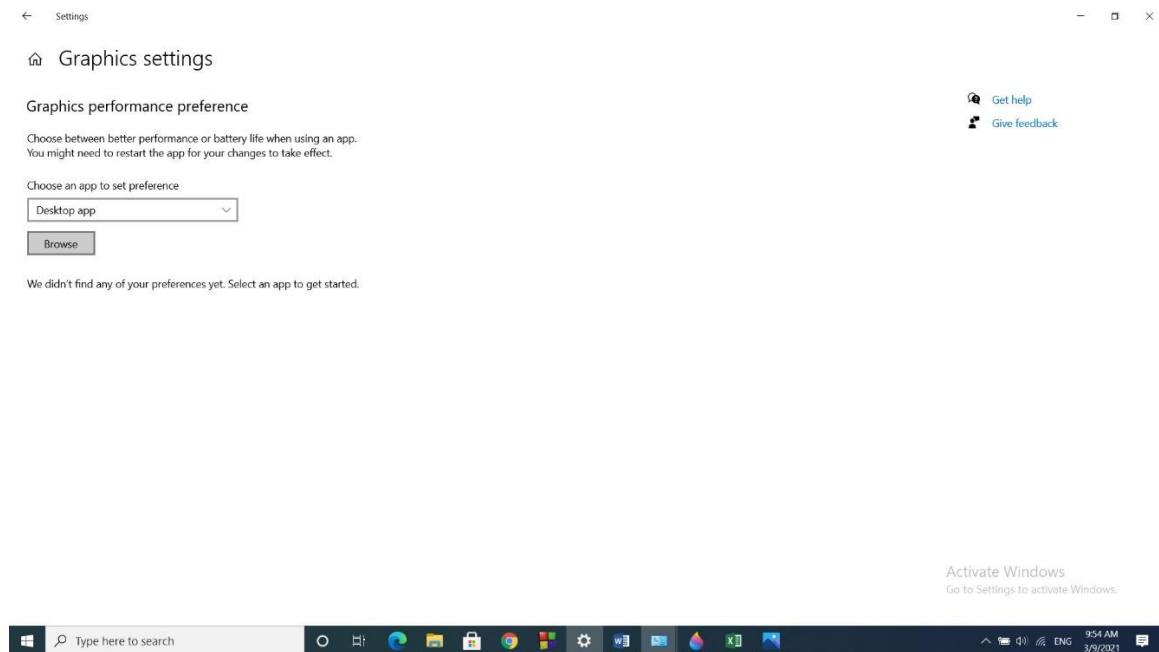 Settings
Graphics settings
Graphics performance preference
Get help
Choose between better performance or battery life when using an app.
Give feedback
You might need to restart the app for your changes to take effect.
Choose an app to set preference
Desktop app
Browse
We didn't find any of your preferences yet. Select an app to get started.
Activate Windows
Go to Settings to activate Windows.
Type here to search
ENG
9:54 AM
3/9/2021